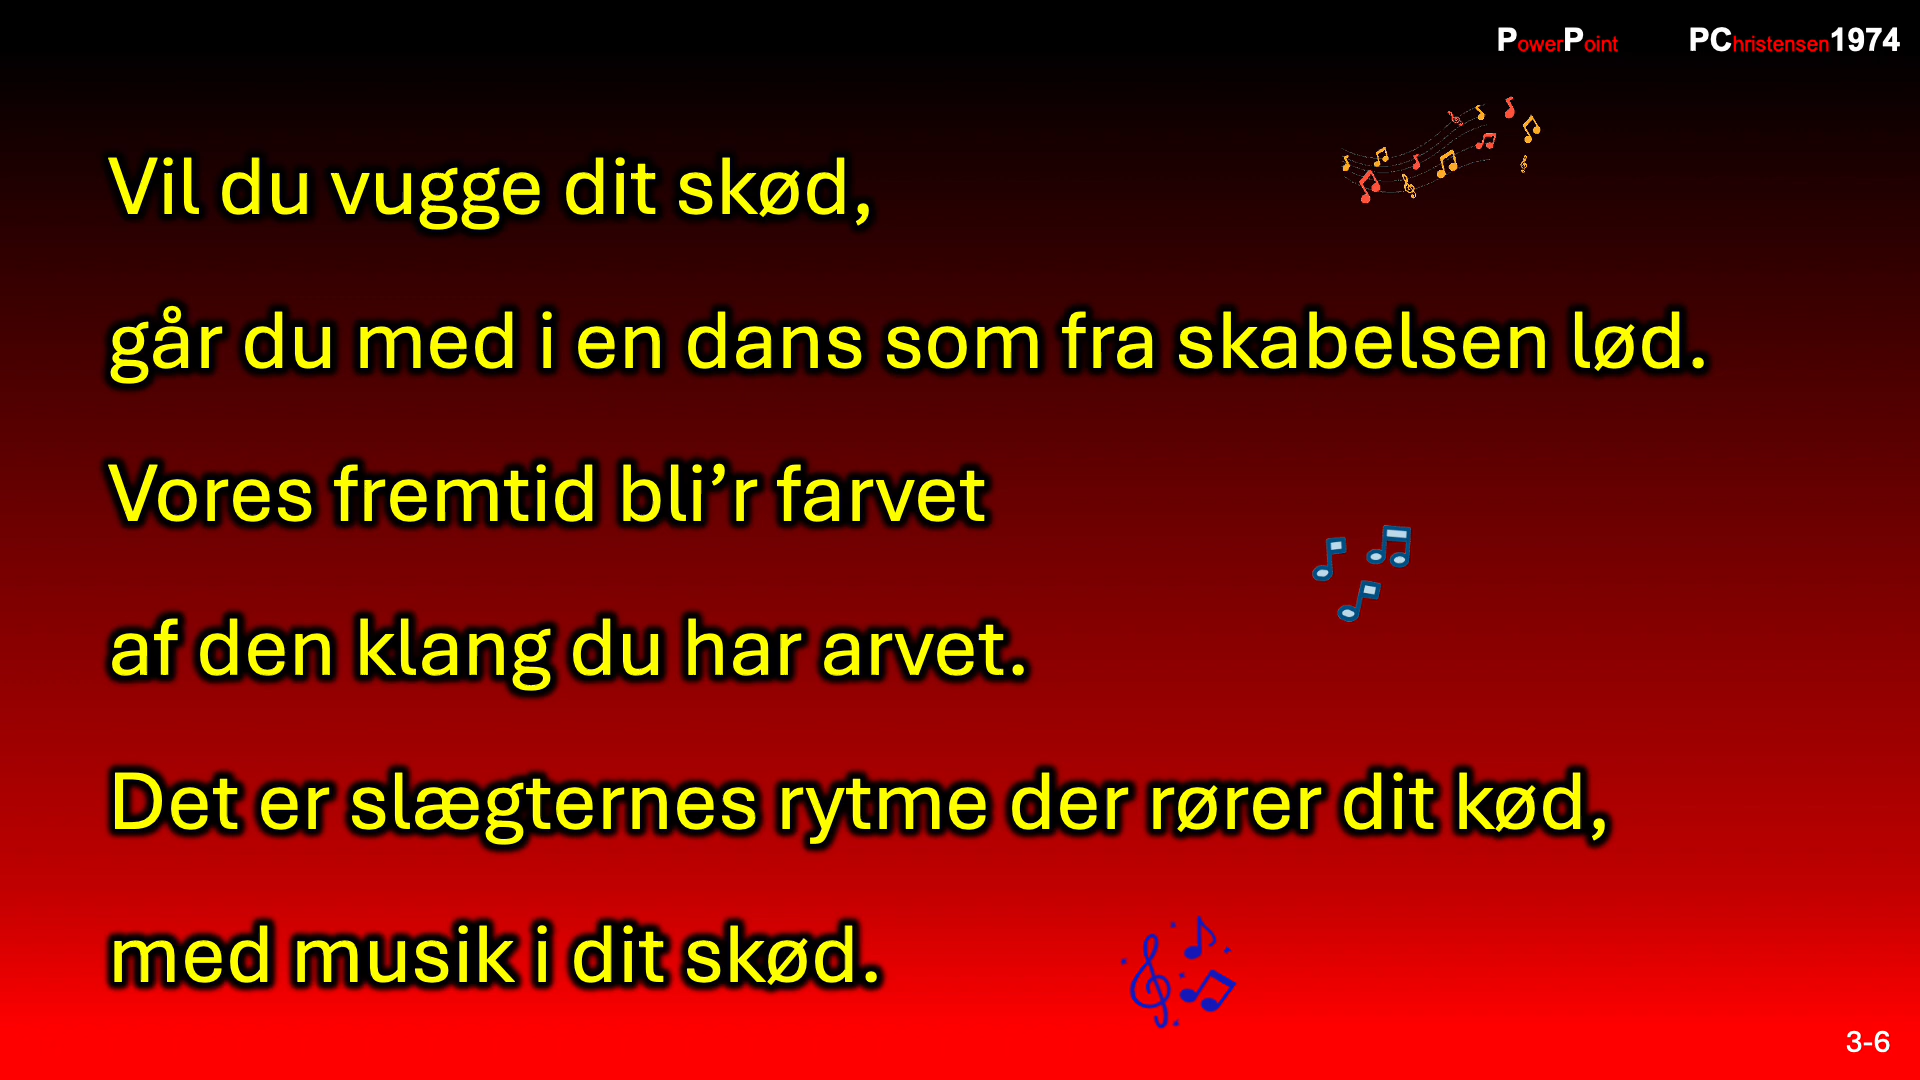 PowerPoint PChristensen1974
Vil du vugge dit skød,
går du med i en dans som fra skabelsen lød.
Vores fremtid bli’r farvet
af den klang du har arvet.
Det er slægternes rytme der rører dit kød,
med musik i dit skød.
3-6